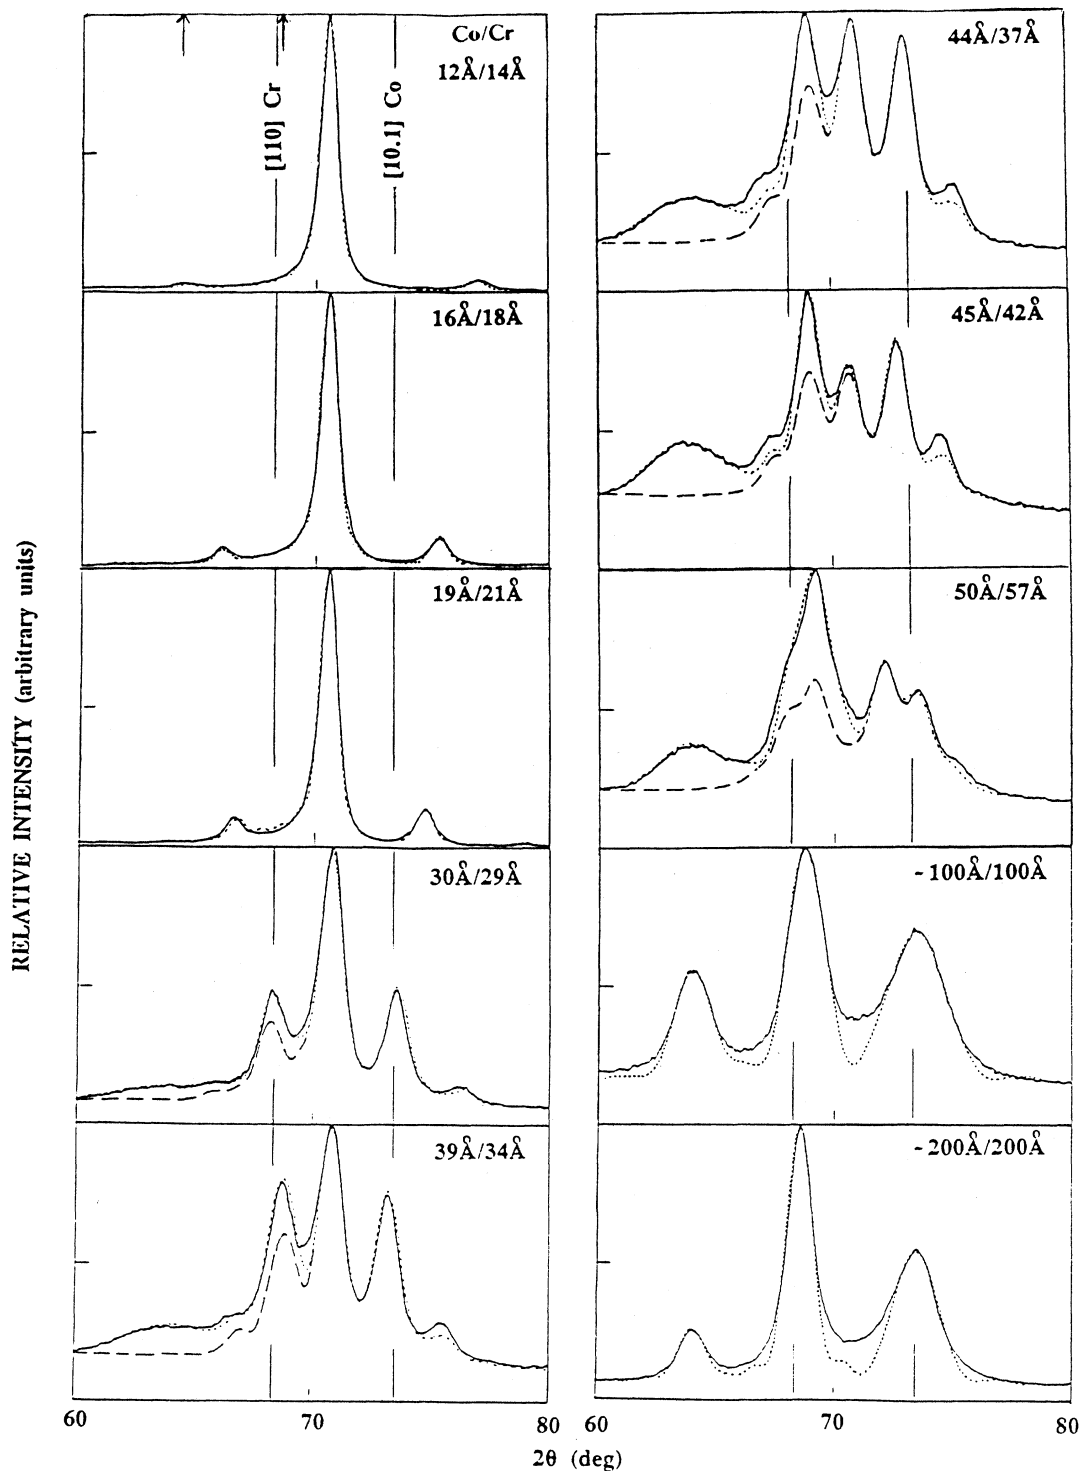 Co/Cr
12Å/14Å
[110] Cr
[10.1] Co
16Å/18Å
19Å/21Å
30Å/29Å
39Å/34Å
44Å/37Å
45Å/42Å
50Å/57Å
~100Å/100Å
~200Å/200Å
RELATIVE INTENSITY (arbitrary units)
60 70 80 60 70 80
2θ (deg)